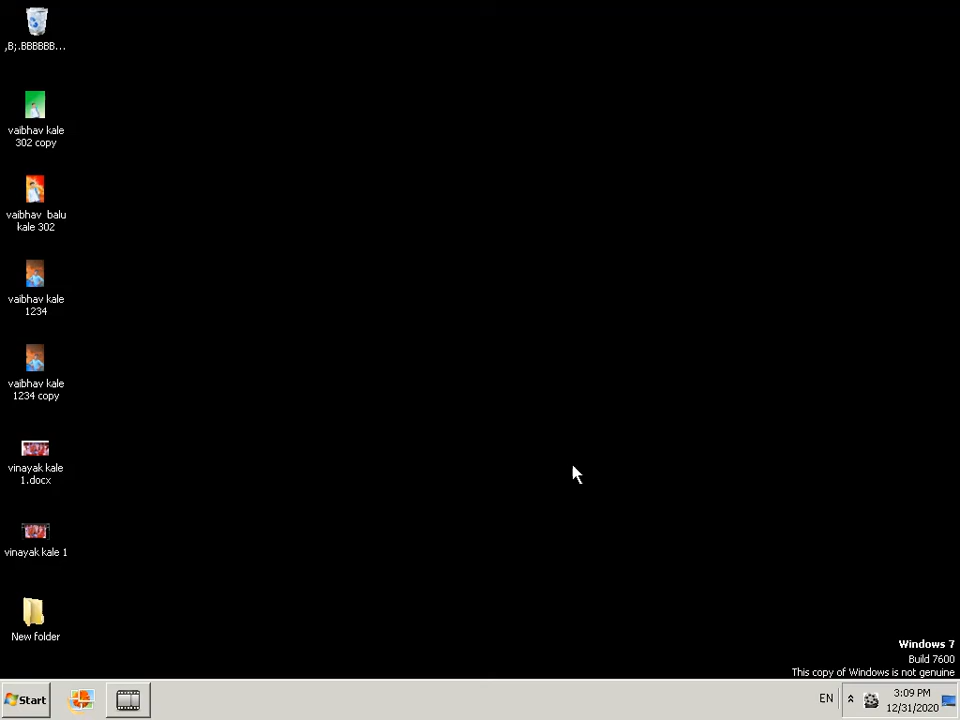 ,B;.BBBBBB...
vaibhav kale
302 copy
vaibhav balu
kale 302
vaibhav kale
1234
vaibhav kale
1234 copy
vinayak kale
1.docx
vinayak kale 1
New folder
Windows 7
Build 7600
This copy of Windows is not genuine
Start
EN
3:09 PM
12/31/2020